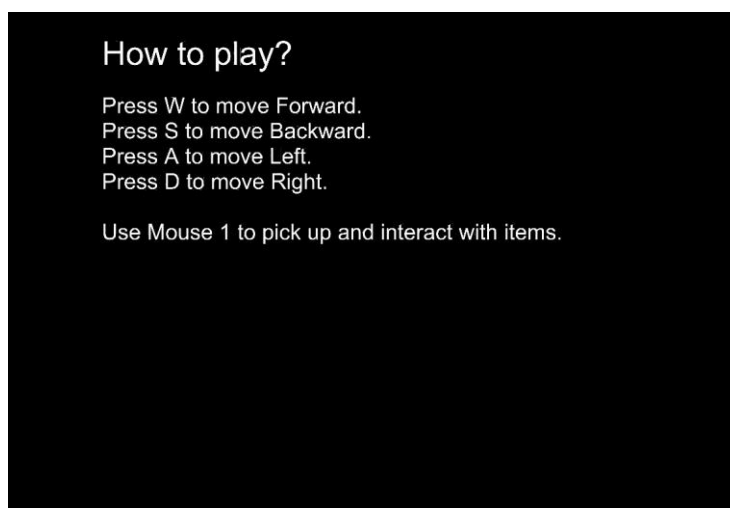 How to play?
Press W to move Forward.
Press S to move Backward.
Press A to move Left.
Press D to move Right.
Use Mouse 1 to pick up and interact with items.